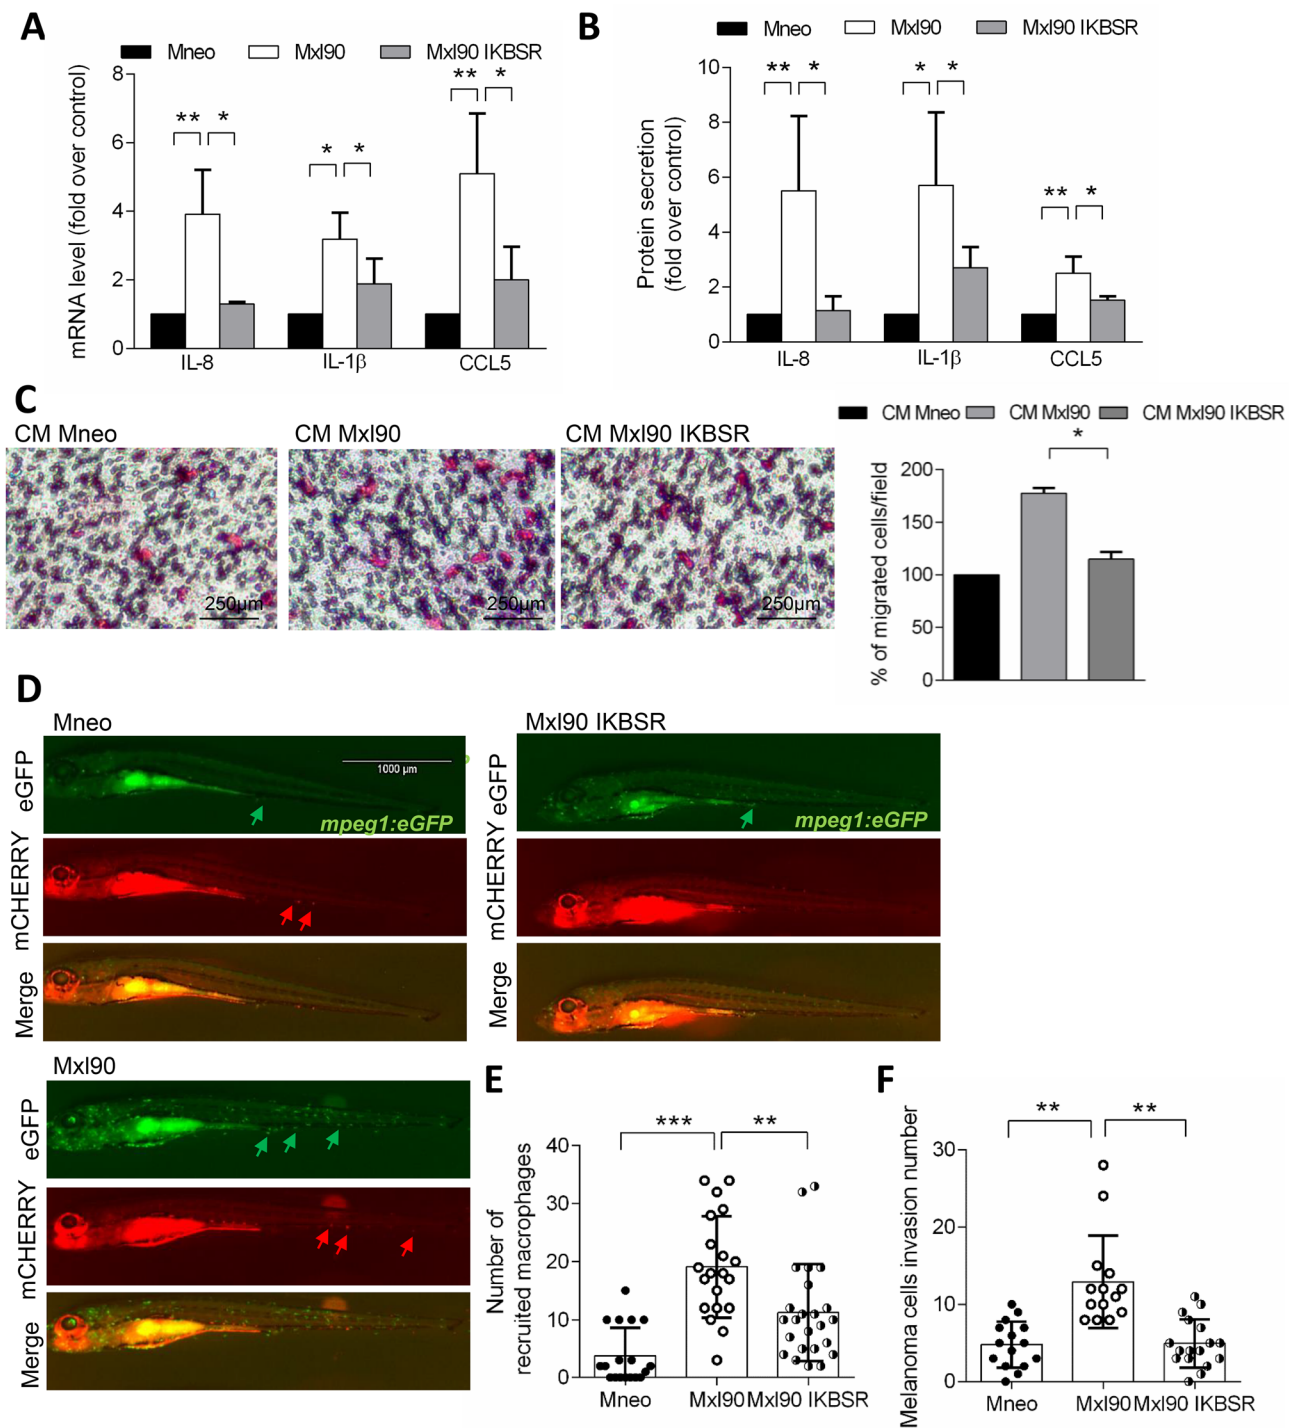 A
Mneo Mxl90 Mxl90 IKBSR
mRNA level (fold over control)
8
6
4
2
0
** *
* *
** *
IL-8 IL-1β CCL5
B
Mneo Mxl90 Mxl90 IKBSR
Protein secretion
(fold over control)
10
8
6
4
2
0
** *
* *
** *
IL-8 IL-1β CCL5
C
CM Mneo
CM Mxl90
CM Mxl90 IKBSR
250µm
250µm
250µm
CM Mneo CM Mxl90 CM Mxl90 IKBSR
% of migrated cells/field
200
150
100
50
0
*
D
Mneo
eGFP
1000 µm
mpeg1:eGFP
mCHERRY
Merge
Mxl90 IKBSR
eGFP
mpeg1:eGFP
mCHERRY
Merge
Mxl90
eGFP
mCHERRY
Merge
E
Number of
recruited macrophages
40
30
20
10
0
*** **
Mneo Mxl90 Mxl90 IKBSR
F
Melanoma cells invasion number
30
20
10
0
** **
Mneo Mxl90 Mxl90 IKBSR